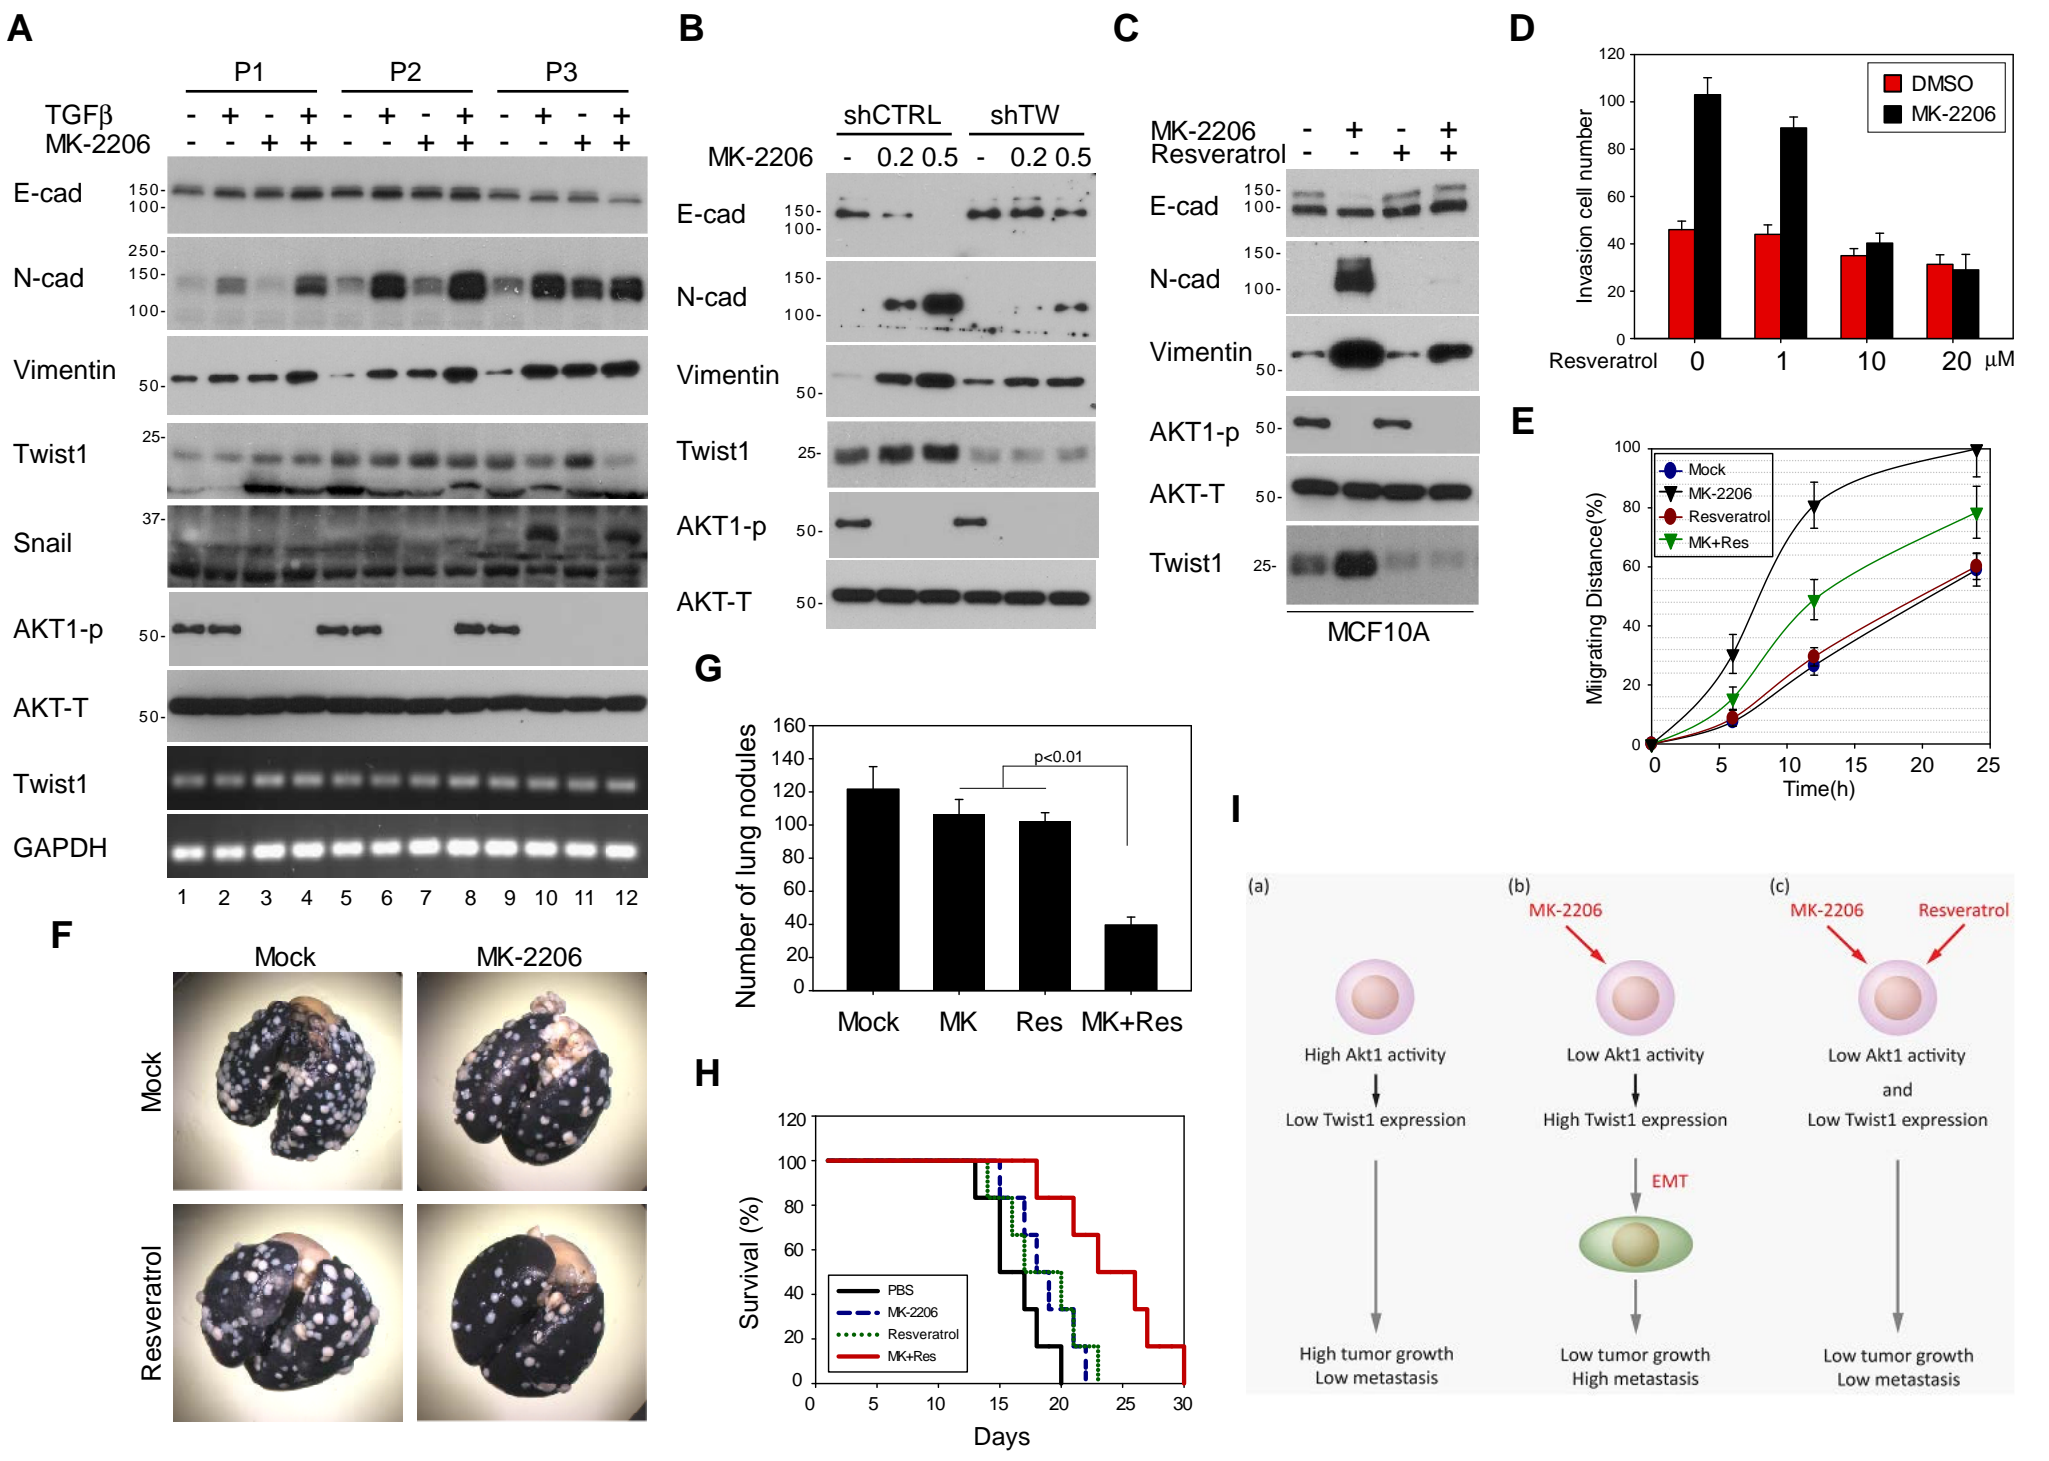 A
P1 P2 P3
TGFβ - + - + - + - + - + - +
MK-2206 - - + + - - + + - - + +
E-cad 150- 100-
N-cad 250- 150- 100-
Vimentin 50-
Twist1 25-
Snail 37-
AKT1-p 50-
AKT-T 50-
Twist1
GAPDH
1 2 3 4 5 6 7 8 9 10 11 12
B
shCTRL shTW
MK-2206 - 0.2 0.5 - 0.2 0.5
E-cad 150- 100-
N-cad 150- 100-
Vimentin 50-
Twist1 25-
AKT1-p 50-
AKT-T 50-
C
MK-2206 - + - +
Resveratrol - - + +
E-cad 150- 100-
N-cad 150- 100-
Vimentin 50-
AKT1-p 50-
AKT-T 50-
Twist1 25-
MCF10A
D
Invasion cell number
120
100
80
60
40
20
0
DMSO
MK-2206
Resveratrol 0 1 10 20 μM
E
Miigrating Distance(%)
100
80
60
40
20
0
Mock
MK-2206
Resveratrol
MK+Res
0 5 10 15 20 25
Time(h)
F
Mock MK-2206
Mock
Resveratrol
G
Number of lung nodules
160
140
120
100
80
60
40
20
0
p<0.01
Mock MK Res MK+Res
H
Survival (%)
120
100
80
60
40
20
0
PBS
MK-2206
Resveratrol
MK+Res
0 5 10 15 20 25 30
Days
I
(a) (b) (c)
MK-2206 MK-2206 Resveratrol
High Akt1 activity Low Akt1 activity Low Akt1 activity
and
Low Twist1 expression High Twist1 expression Low Twist1 expression
EMT
High tumor growth Low tumor growth Low tumor growth
Low metastasis High metastasis Low metastasis